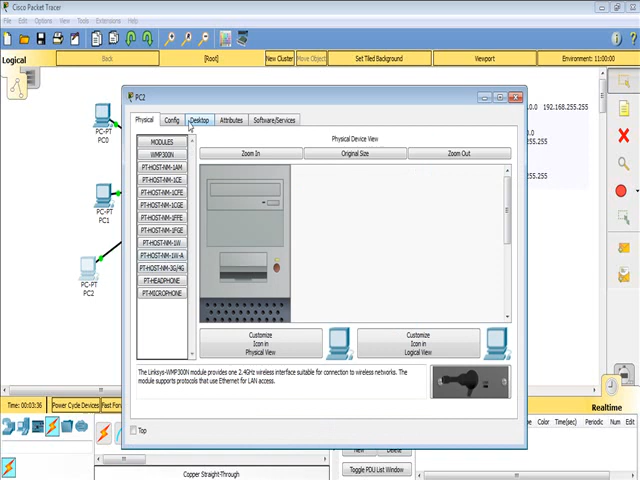 Cisco Packet Tracer
File Edit Options View Tools Extensions Help
Logical
Back
[Root]
New Cluster
Move Object
Set Tiled Background
Viewport
Environment: 11:00:00
PC2
Physical
Config
Desktop
Attributes
Software/Services
MODULES
WMP300N
PT-HOST-NM-1AM
PT-HOST-NM-1CE
PT-HOST-NM-1CFE
PT-HOST-NM-1CGE
PT-HOST-NM-1FFE
PT-HOST-NM-1FGE
PT-HOST-NM-1W
PT-HOST-NM-1W-A
PT-HOST-NM-3G/4G
PT-HEADPHONE
PT-MICROPHONE
Physical Device View
Zoom In
Original Size
Zoom Out
Customize
Icon in
Physical View
Customize
Icon in
Logical View
The Linksys-WMP300N module provides one 2.4GHz wireless interface suitable for connection to wireless networks. The
module supports protocols that use Ethernet for LAN access.
Top
PC-PT
PC0
PC-PT
PC1
PC-PT
PC2
192.168.255.255
Time: 00:03:36
Power Cycle Devices
Realtime
Color Time(sec) Periodic Num Edit
Toggle PDU List Window
Copper Straight-Through